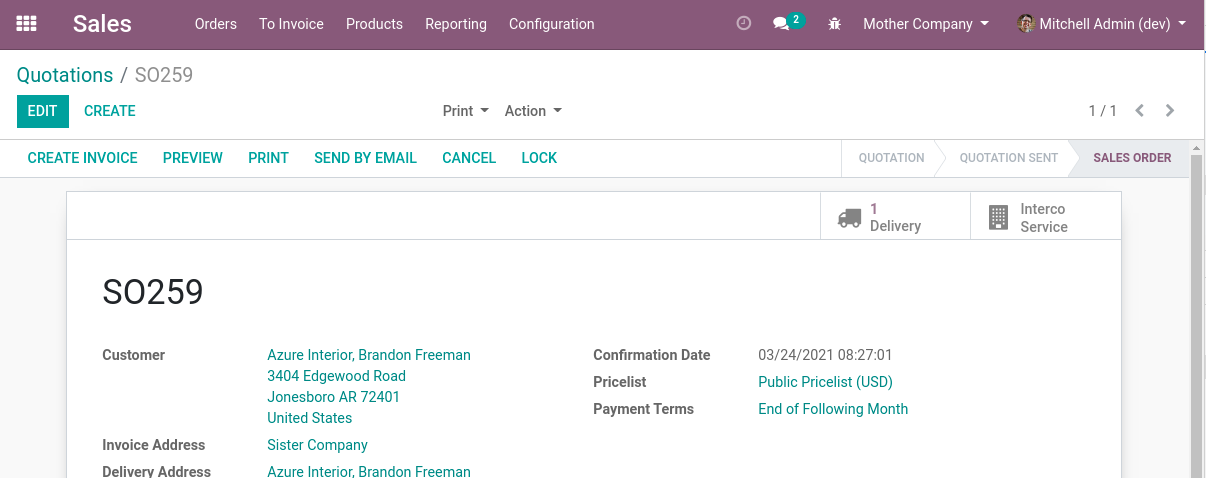 Sales Orders To Invoice Products Reporting Configuration 2 Mother Company Mitchell Admin (dev)
Quotations / SO259
EDIT CREATE Print Action 1 / 1
CREATE INVOICE PREVIEW PRINT SEND BY EMAIL CANCEL LOCK QUOTATION QUOTATION SENT SALES ORDER
1
Delivery
Interco
Service
SO259
Customer Azure Interior, Brandon Freeman
3404 Edgewood Road
Jonesboro AR 72401
United States
Invoice Address Sister Company
Delivery Address Azure Interior, Brandon Freeman
Confirmation Date 03/24/2021 08:27:01
Pricelist Public Pricelist (USD)
Payment Terms End of Following Month